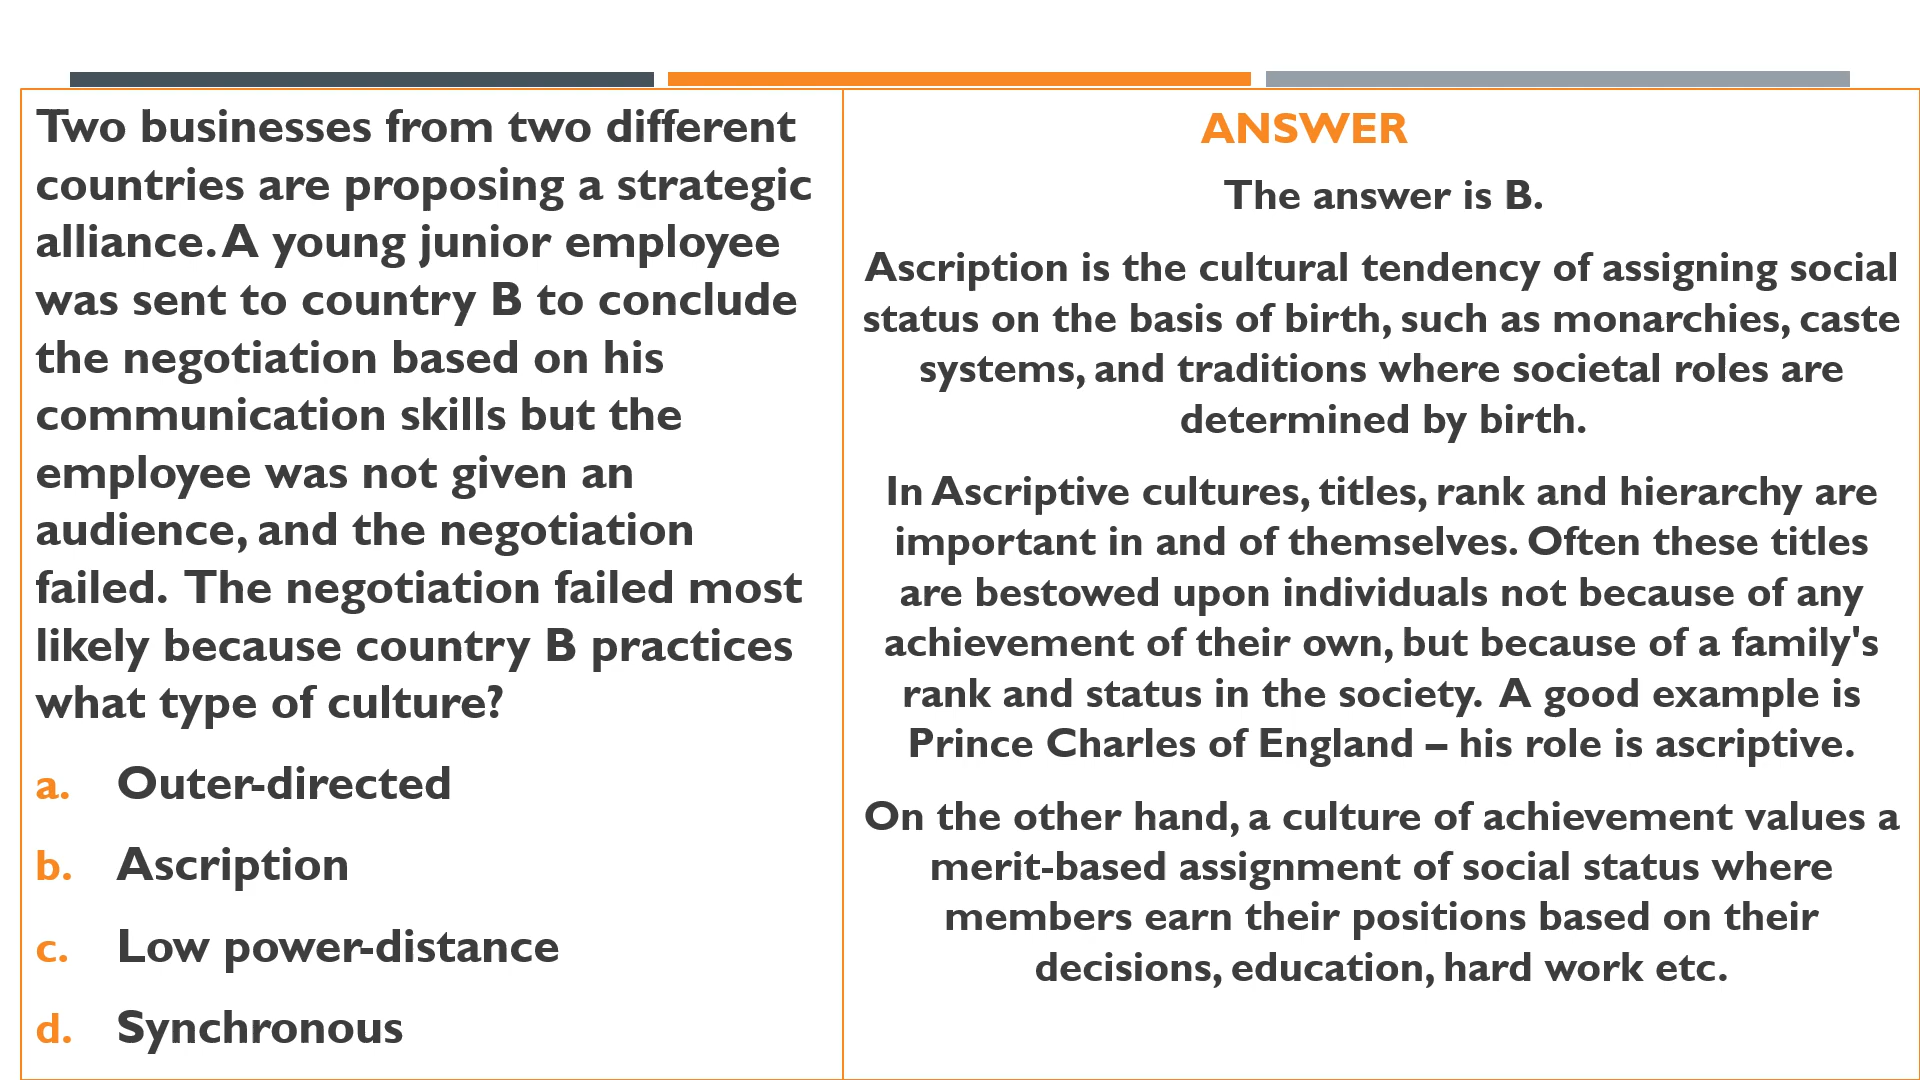 Two businesses from two different
countries are proposing a strategic
alliance. A young junior employee
was sent to country B to conclude
the negotiation based on his
communication skills but the
employee was not given an
audience, and the negotiation
failed.  The negotiation failed most
likely because country B practices
what type of culture?
a. Outer-directed
b. Ascription
c. Low power-distance
d. Synchronous
ANSWER
The answer is B.
Ascription is the cultural tendency of assigning social
status on the basis of birth, such as monarchies, caste
systems, and traditions where societal roles are
determined by birth.
In Ascriptive cultures, titles, rank and hierarchy are
important in and of themselves. Often these titles
are bestowed upon individuals not because of any
achievement of their own, but because of a family's
rank and status in the society.  A good example is
Prince Charles of England – his role is ascriptive.
On the other hand, a culture of achievement values a
merit-based assignment of social status where
members earn their positions based on their
decisions, education, hard work etc.